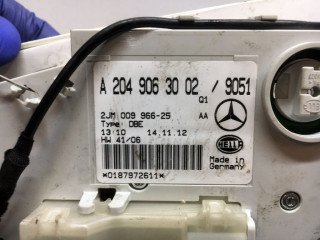 A 204 906 30 02 / 9051
Q1
2JM 009 966-25 AA
Type: DBE
13:10 14.11.12
HW 41/06
HELLA
Made in
Germany
*0187972611*